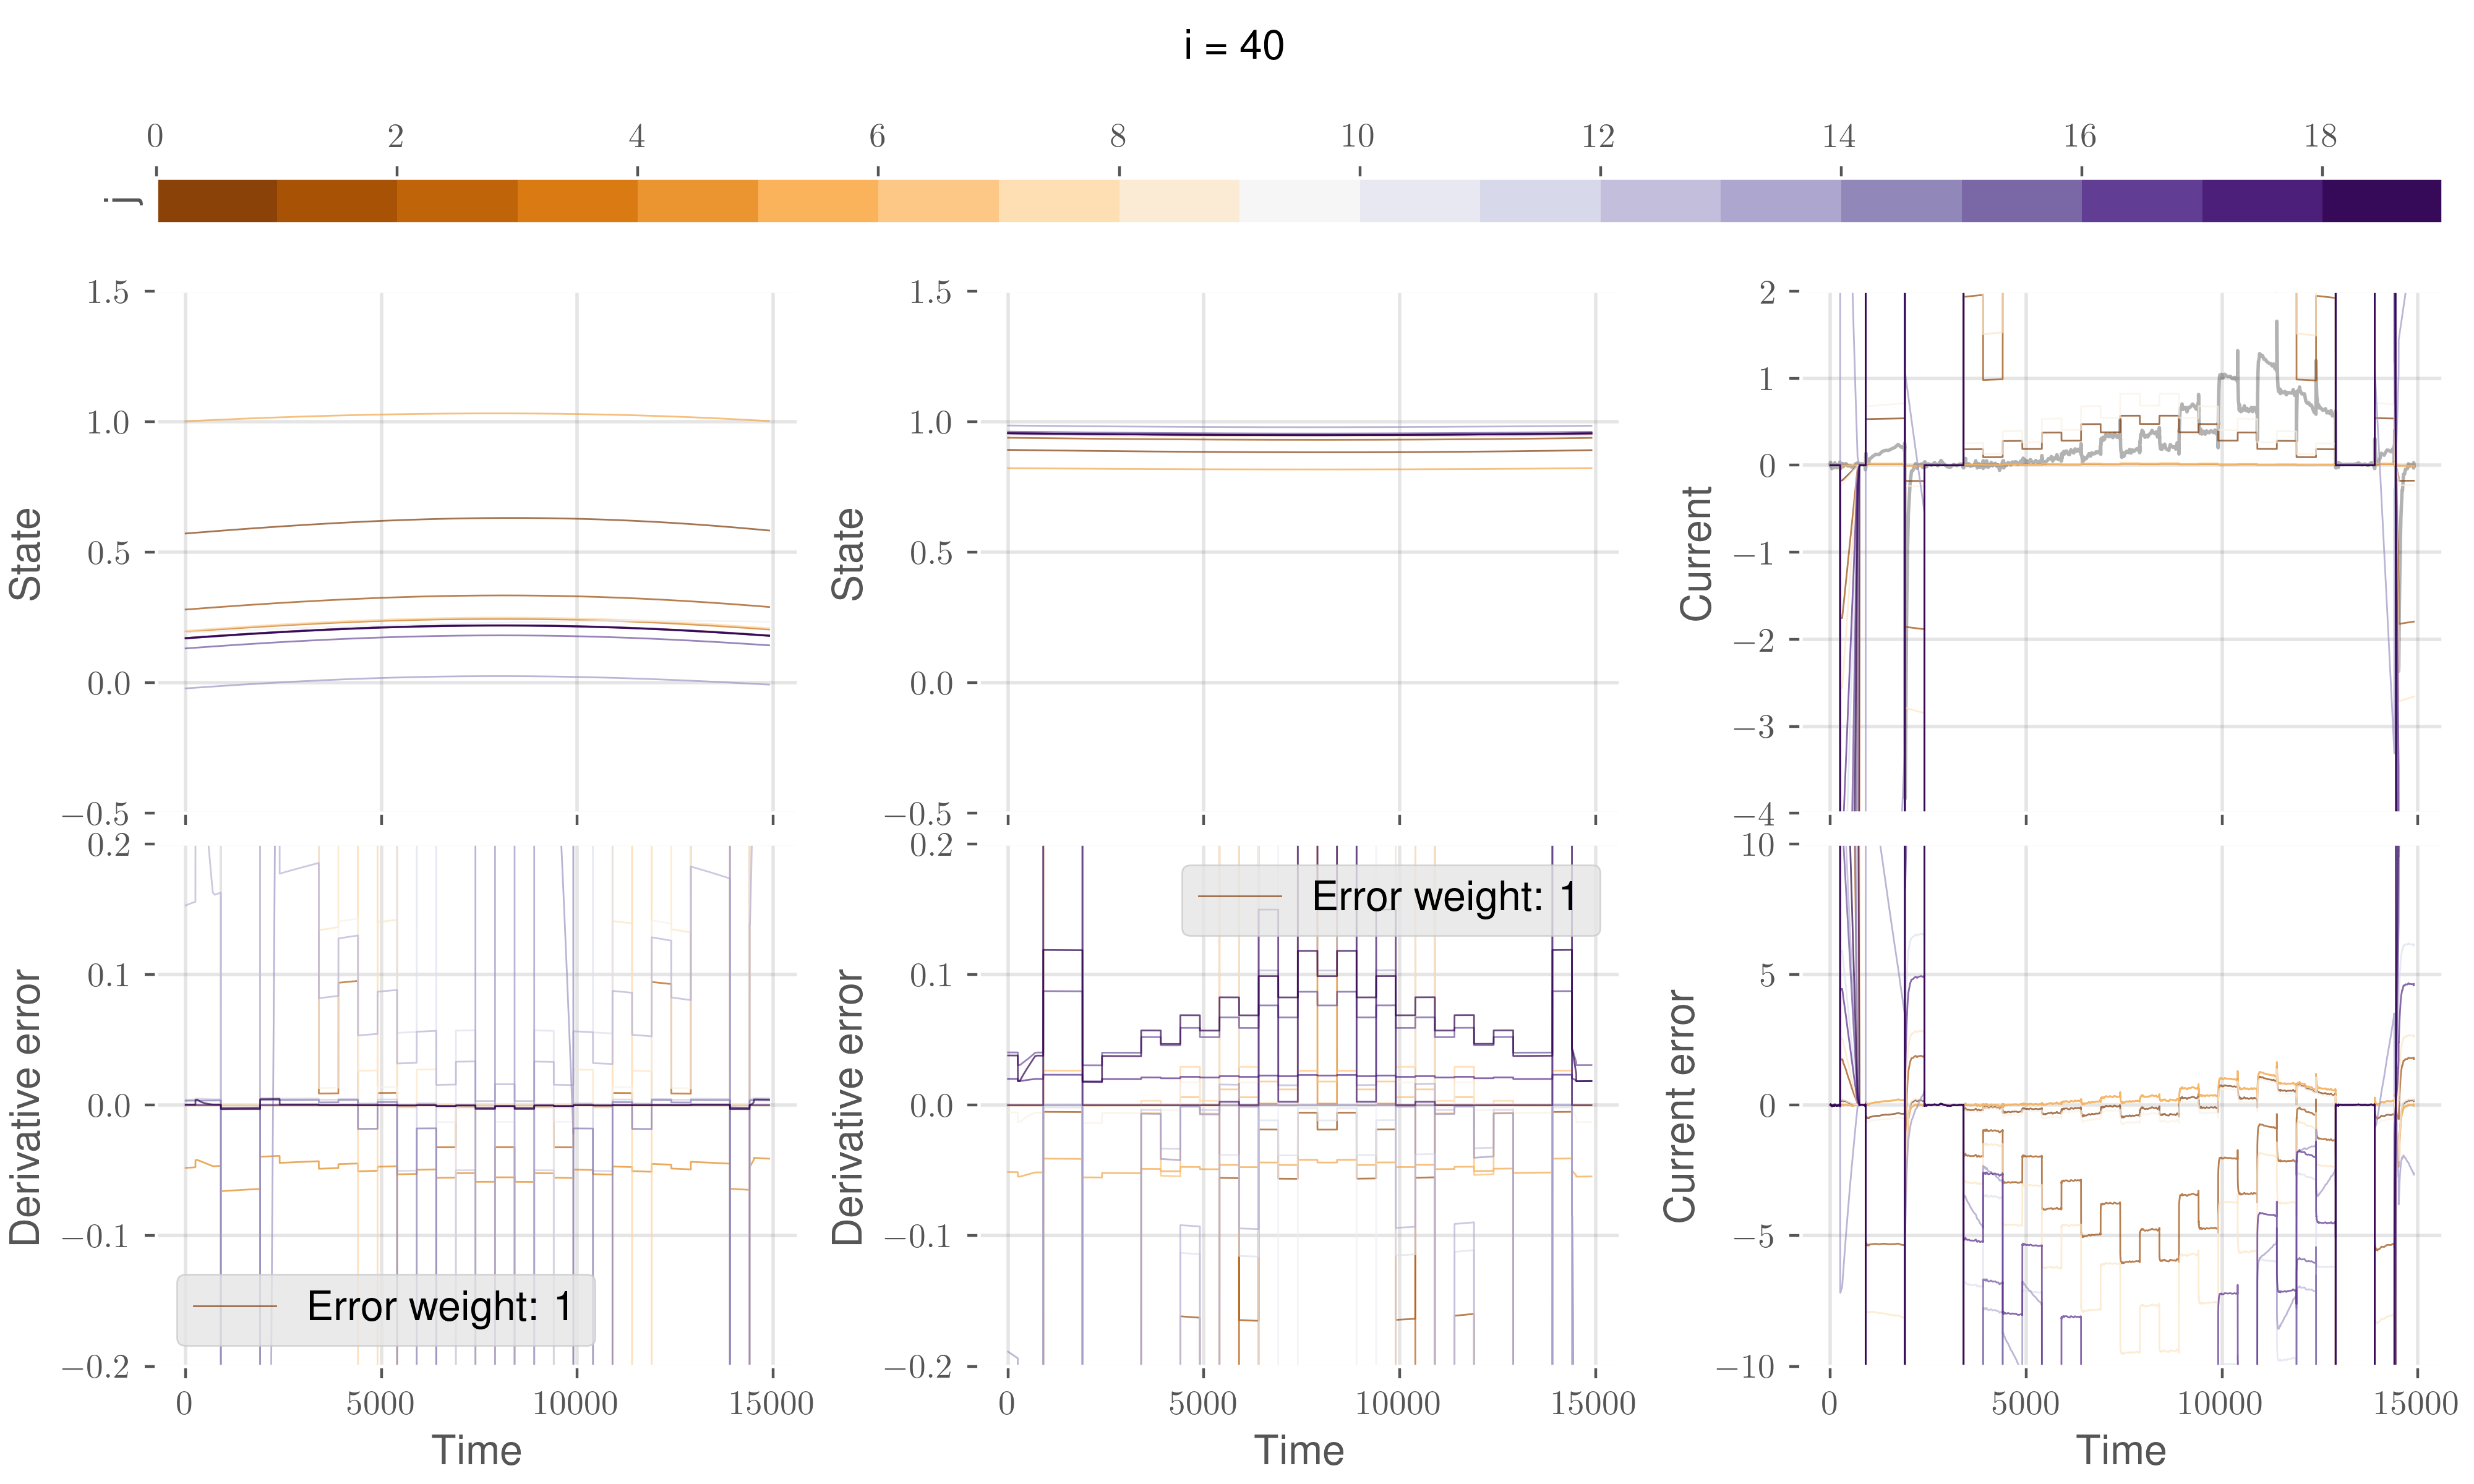 i = 40
0 2 4 6 8 10 12 14 16 18
j
1.5 1.0 0.5 0.0 −0.5
State
1.5 1.0 0.5 0.0 −0.5
State
2 1 0 −1 −2 −3 −4
Current
0.2 0.1 0.0 −0.1 −0.2
Derivative error
Error weight: 1
0 5000 10000 15000
Time
0.2 0.1 0.0 −0.1 −0.2
Derivative error
Error weight: 1
0 5000 10000 15000
Time
10 5 0 −5 −10
Current error
0 5000 10000 15000
Time